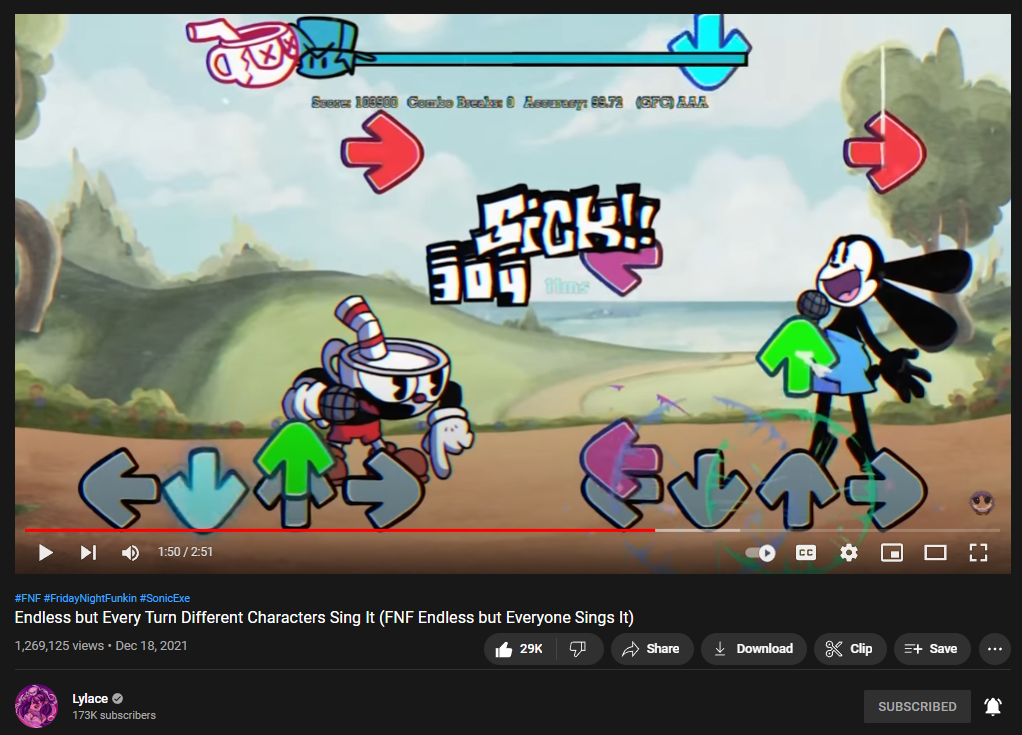 Score: 103900 Combo Breaks: 0 Accuracy: 99.72 (GFC) AAA
SiCK!!
304
11ms
1:50 / 2:51
CC
#FNF #FridayNightFunkin #SonicExe
Endless but Every Turn Different Characters Sing It (FNF Endless but Everyone Sings It)
1,269,125 views • Dec 18, 2021
29K
Share
Download
Clip
Save
Lylace
173K subscribers
SUBSCRIBED